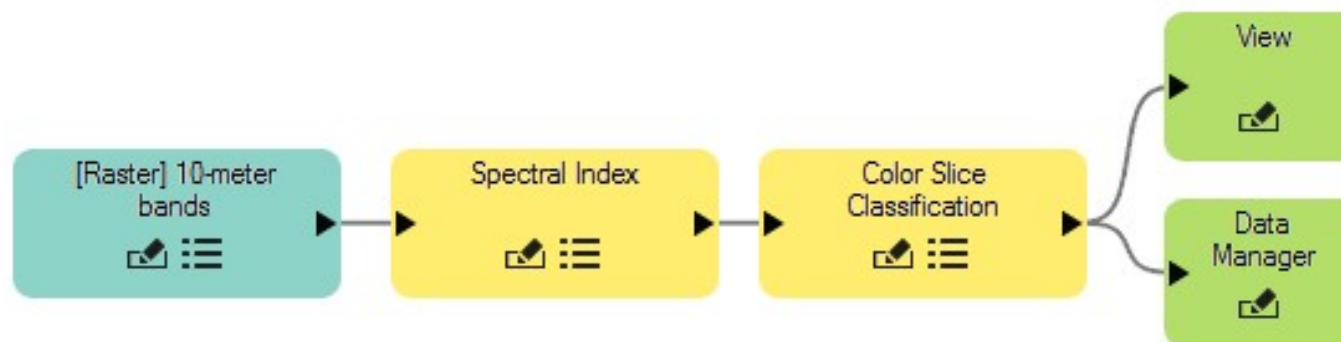 [Raster] 10-meter
bands
Spectral Index
Color Slice
Classification
View
Data
Manager